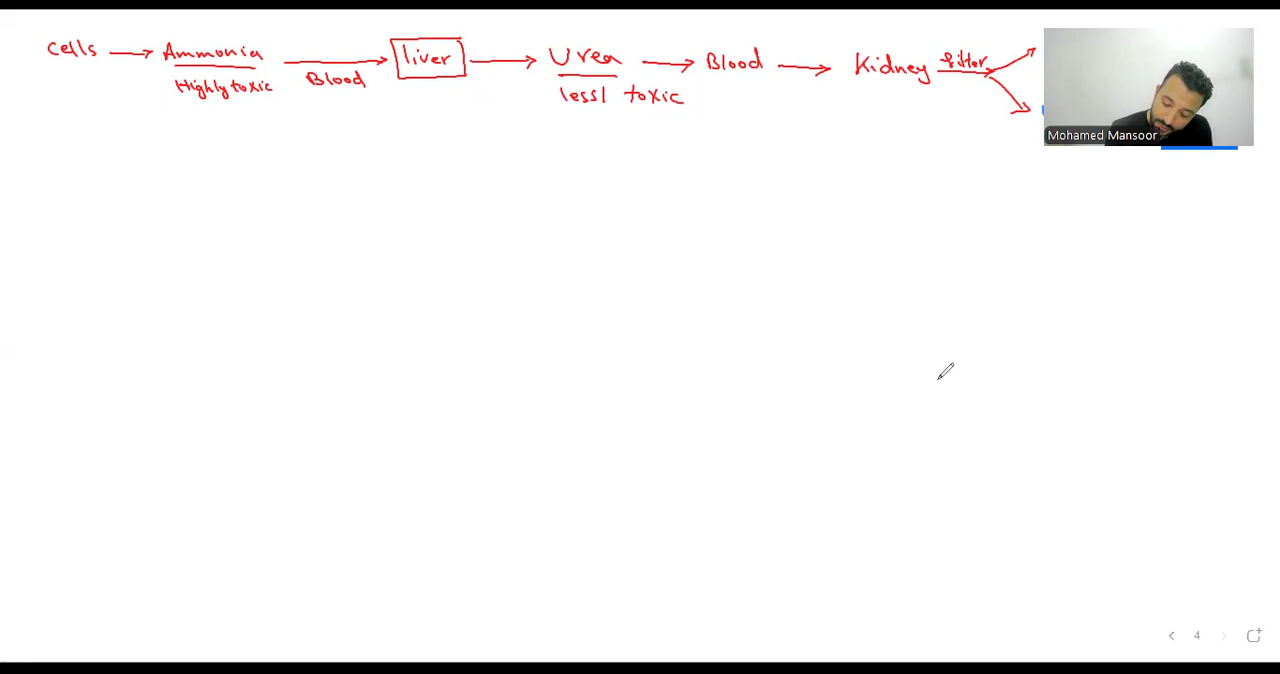 cells → Ammonia → liver → Urea → Blood → Kidney filter
Highly toxic Blood less toxic
Mohamed Mansoor
4